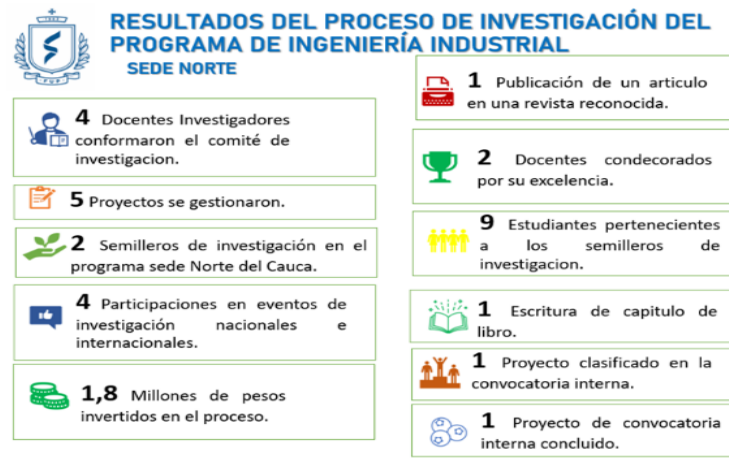 RESULTADOS DEL PROCESO DE INVESTIGACIÓN DEL
PROGRAMA DE INGENIERÍA INDUSTRIAL
SEDE NORTE
4 Docentes Investigadores
conformaron el comité de
investigacion.
5 Proyectos se gestionaron.
2 Semilleros de investigación en el
programa sede Norte del Cauca.
4 Participaciones en eventos de
investigación nacionales e
internacionales.
1,8 Millones de pesos
invertidos en el proceso.
1 Publicación de un articulo
en una revista reconocida.
2 Docentes condecorados
por su excelencia.
9 Estudiantes pertenecientes
a los semilleros de
investigacion.
1 Escritura de capitulo de
libro.
1 Proyecto clasificado en la
convocatoria interna.
1 Proyecto de convocatoria
interna concluido.